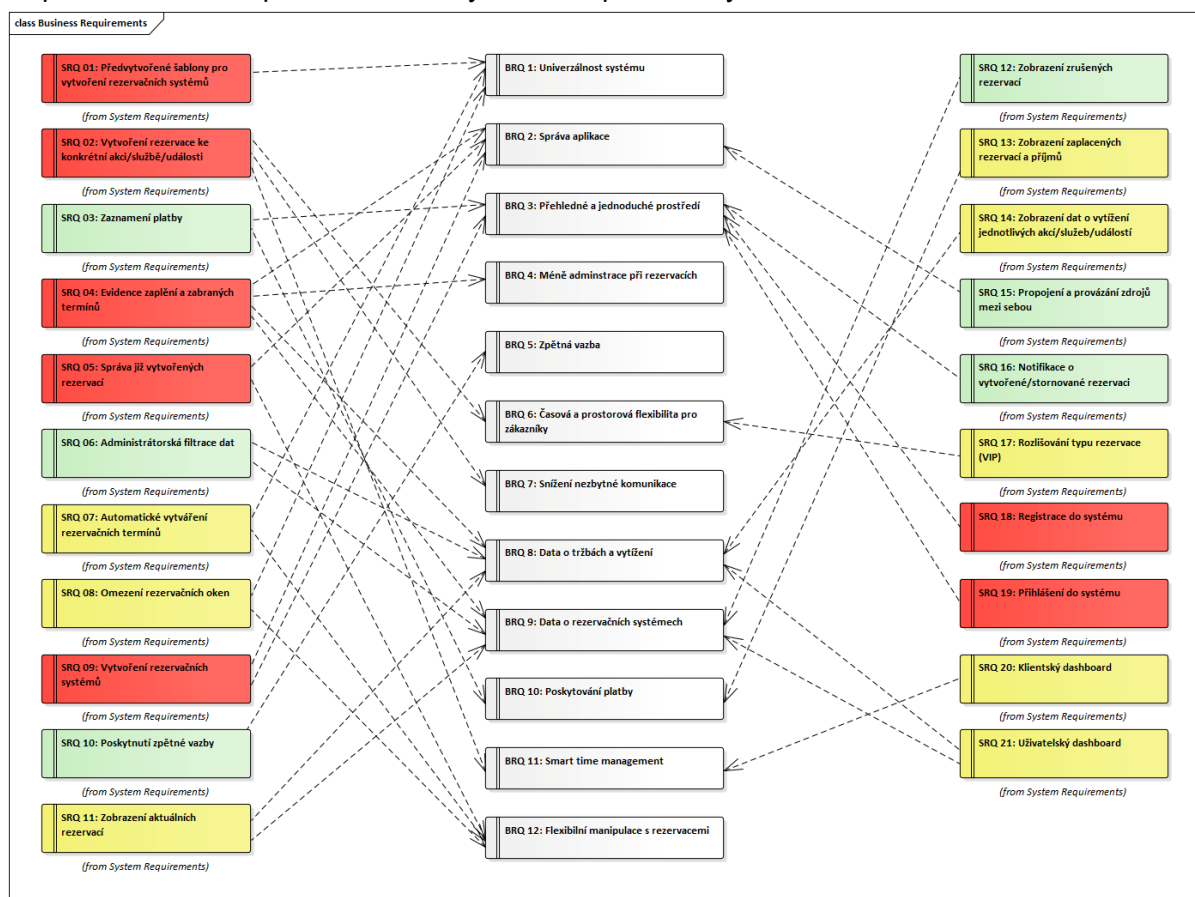 class Business Requirements
SRQ 01: Předvytvořené šablony pro
vytvoření rezervačních systémů
(from System Requirements)
SRQ 02: Vytvoření rezervace ke
konkrétní akci/službě/události
(from System Requirements)
SRQ 03: Zaznamení platby
(from System Requirements)
SRQ 04: Evidence zaplění a zabraných
termínů
(from System Requirements)
SRQ 05: Správa již vytvořených
rezervací
(from System Requirements)
SRQ 06: Administrátorská filtrace dat
(from System Requirements)
SRQ 07: Automatické vytváření
rezervačních termínů
(from System Requirements)
SRQ 08: Omezení rezervačních oken
(from System Requirements)
SRQ 09: Vytvoření rezervačních
systémů
(from System Requirements)
SRQ 10: Poskytnutí zpětné vazby
(from System Requirements)
SRQ 11: Zobrazení aktuálních
rezervací
(from System Requirements)
BRQ 1: Univerzálnost systému
BRQ 2: Správa aplikace
BRQ 3: Přehledné a jednoduché prostředí
BRQ 4: Méně adminstrace při rezervacích
BRQ 5: Zpětná vazba
BRQ 6: Časová a prostorová flexibilita pro
zákazníky
BRQ 7: Snížení nezbytné komunikace
BRQ 8: Data o tržbách a vytížení
BRQ 9: Data o rezervačních systémech
BRQ 10: Poskytování platby
BRQ 11: Smart time management
BRQ 12: Flexibilní manipulace s rezervacemi
SRQ 12: Zobrazení zrušených
rezervací
(from System Requirements)
SRQ 13: Zobrazení zaplacených
rezervací a příjmů
(from System Requirements)
SRQ 14: Zobrazení dat o vytížení
jednotlivých akcí/služeb/událostí
(from System Requirements)
SRQ 15: Propojení a provázání zdrojů
mezi sebou
(from System Requirements)
SRQ 16: Notifikace o
vytvořené/stornované rezervaci
(from System Requirements)
SRQ 17: Rozlišování typu rezervace
(VIP)
(from System Requirements)
SRQ 18: Registrace do systému
(from System Requirements)
SRQ 19: Přihlášení do systému
(from System Requirements)
SRQ 20: Klientský dashboard
(from System Requirements)
SRQ 21: Uživatelský dashboard
(from System Requirements)